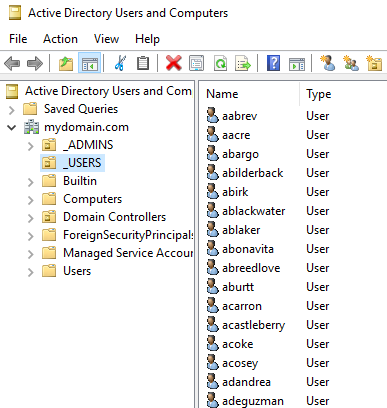 Active Directory Users and Computers
File Action View Help
Active Directory Users and Com
Saved Queries
mydomain.com
_ADMINS
_USERS
Builtin
Computers
Domain Controllers
ForeignSecurityPrincipals
Managed Service Accour
Users
Name Type
aabrev User
aacre User
abargo User
abilderback User
abirk User
ablackwater User
ablaker User
abonavita User
abreedlove User
aburtt User
acarron User
acastleberry User
acoke User
acosey User
adandrea User
adeguzman User